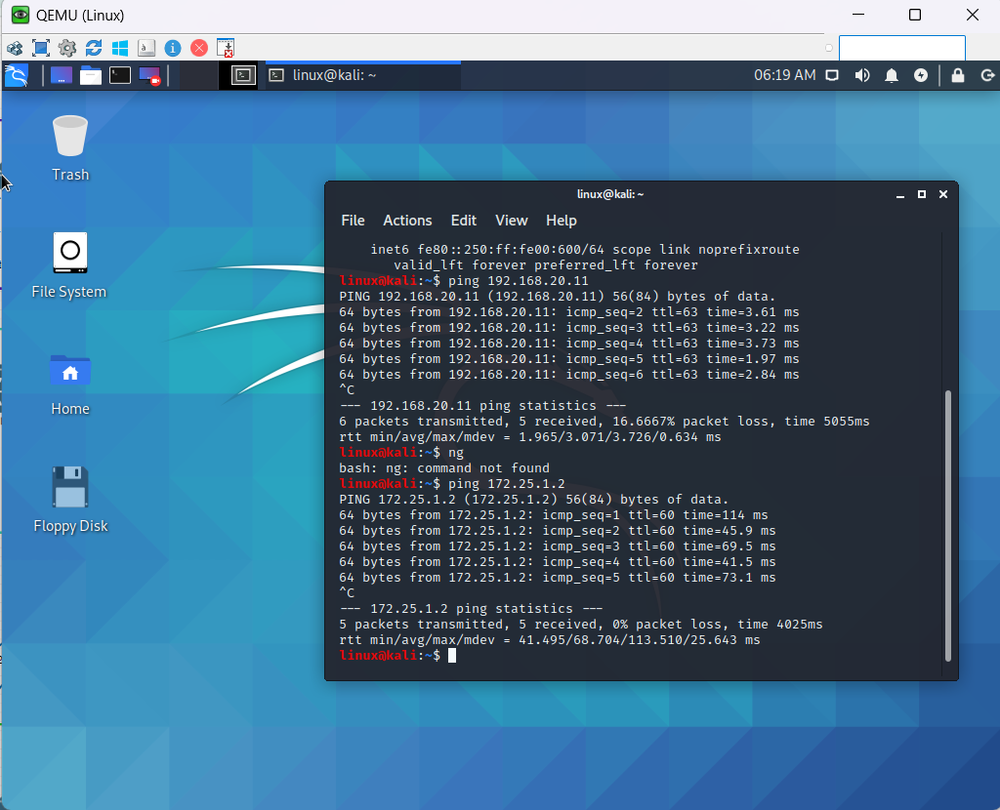 QEMU (Linux)
linux@kali: ~
06:19 AM
Trash
File System
Home
Floppy Disk
linux@kali: ~
File Actions Edit View Help
inet6 fe80::250:ff:fe00:600/64 scope link noprefixroute
valid_lft forever preferred_lft forever
linux@kali:~$ ping 192.168.20.11
PING 192.168.20.11 (192.168.20.11) 56(84) bytes of data.
64 bytes from 192.168.20.11: icmp_seq=2 ttl=63 time=3.61 ms
64 bytes from 192.168.20.11: icmp_seq=3 ttl=63 time=3.22 ms
64 bytes from 192.168.20.11: icmp_seq=4 ttl=63 time=3.73 ms
64 bytes from 192.168.20.11: icmp_seq=5 ttl=63 time=1.97 ms
64 bytes from 192.168.20.11: icmp_seq=6 ttl=63 time=2.84 ms
^C
--- 192.168.20.11 ping statistics ---
6 packets transmitted, 5 received, 16.6667% packet loss, time 5055ms
rtt min/avg/max/mdev = 1.965/3.071/3.726/0.634 ms
linux@kali:~$ ng
bash: ng: command not found
linux@kali:~$ ping 172.25.1.2
PING 172.25.1.2 (172.25.1.2) 56(84) bytes of data.
64 bytes from 172.25.1.2: icmp_seq=1 ttl=60 time=114 ms
64 bytes from 172.25.1.2: icmp_seq=2 ttl=60 time=45.9 ms
64 bytes from 172.25.1.2: icmp_seq=3 ttl=60 time=69.5 ms
64 bytes from 172.25.1.2: icmp_seq=4 ttl=60 time=41.5 ms
64 bytes from 172.25.1.2: icmp_seq=5 ttl=60 time=73.1 ms
^C
--- 172.25.1.2 ping statistics ---
5 packets transmitted, 5 received, 0% packet loss, time 4025ms
rtt min/avg/max/mdev = 41.495/68.704/113.510/25.643 ms
linux@kali:~$